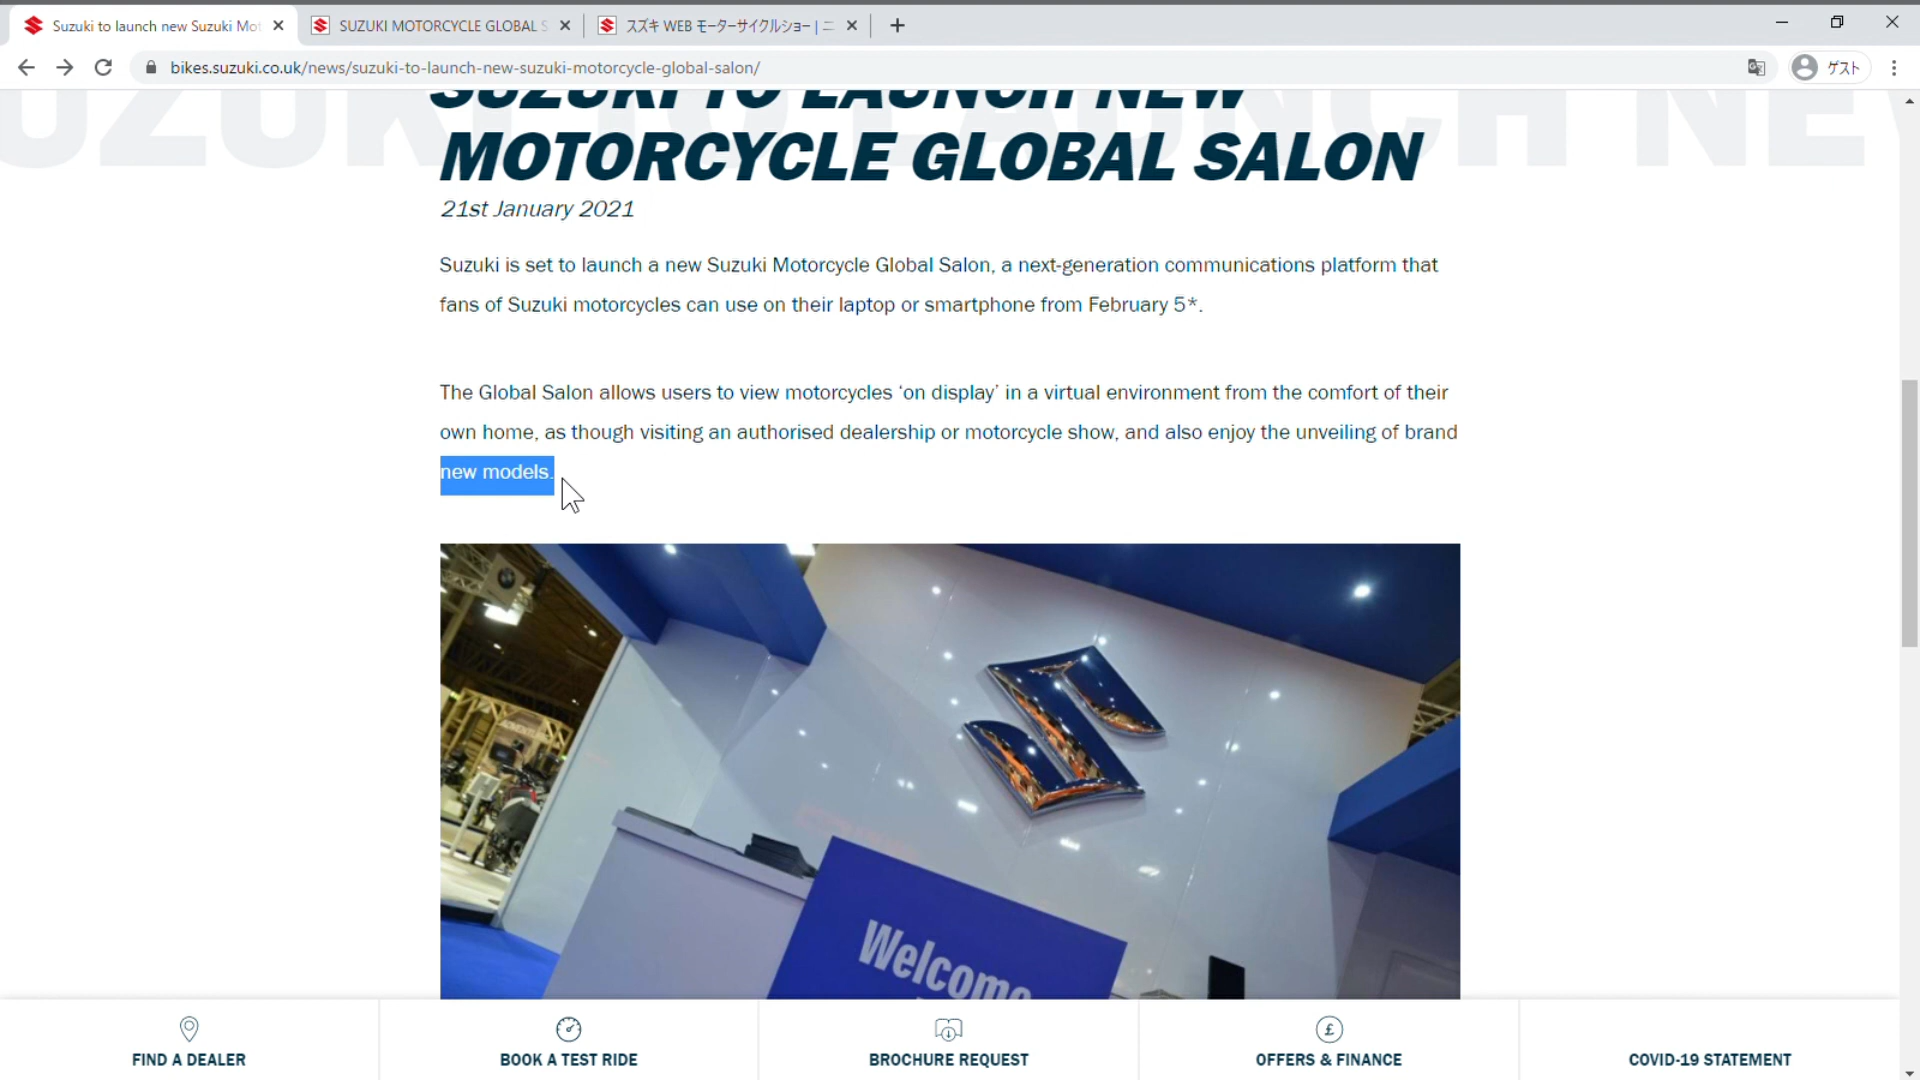 Suzuki to launch new Suzuki Mot
SUZUKI MOTORCYCLE GLOBAL S
スズキ WEB モーターサイクルショー | ニ
bikes.suzuki.co.uk/news/suzuki-to-launch-new-suzuki-motorcycle-global-salon/
ゲスト
SUZUKI TO LAUNCH NEW
SUZUKI TO LAUNCH NEW
MOTORCYCLE GLOBAL SALON
21st January 2021
Suzuki is set to launch a new Suzuki Motorcycle Global Salon, a next-generation communications platform that
fans of Suzuki motorcycles can use on their laptop or smartphone from February 5*.
The Global Salon allows users to view motorcycles ‘on display’ in a virtual environment from the comfort of their
own home, as though visiting an authorised dealership or motorcycle show, and also enjoy the unveiling of brand
new models.
Welcome
FIND A DEALER
BOOK A TEST RIDE
BROCHURE REQUEST
£
OFFERS & FINANCE
COVID-19 STATEMENT